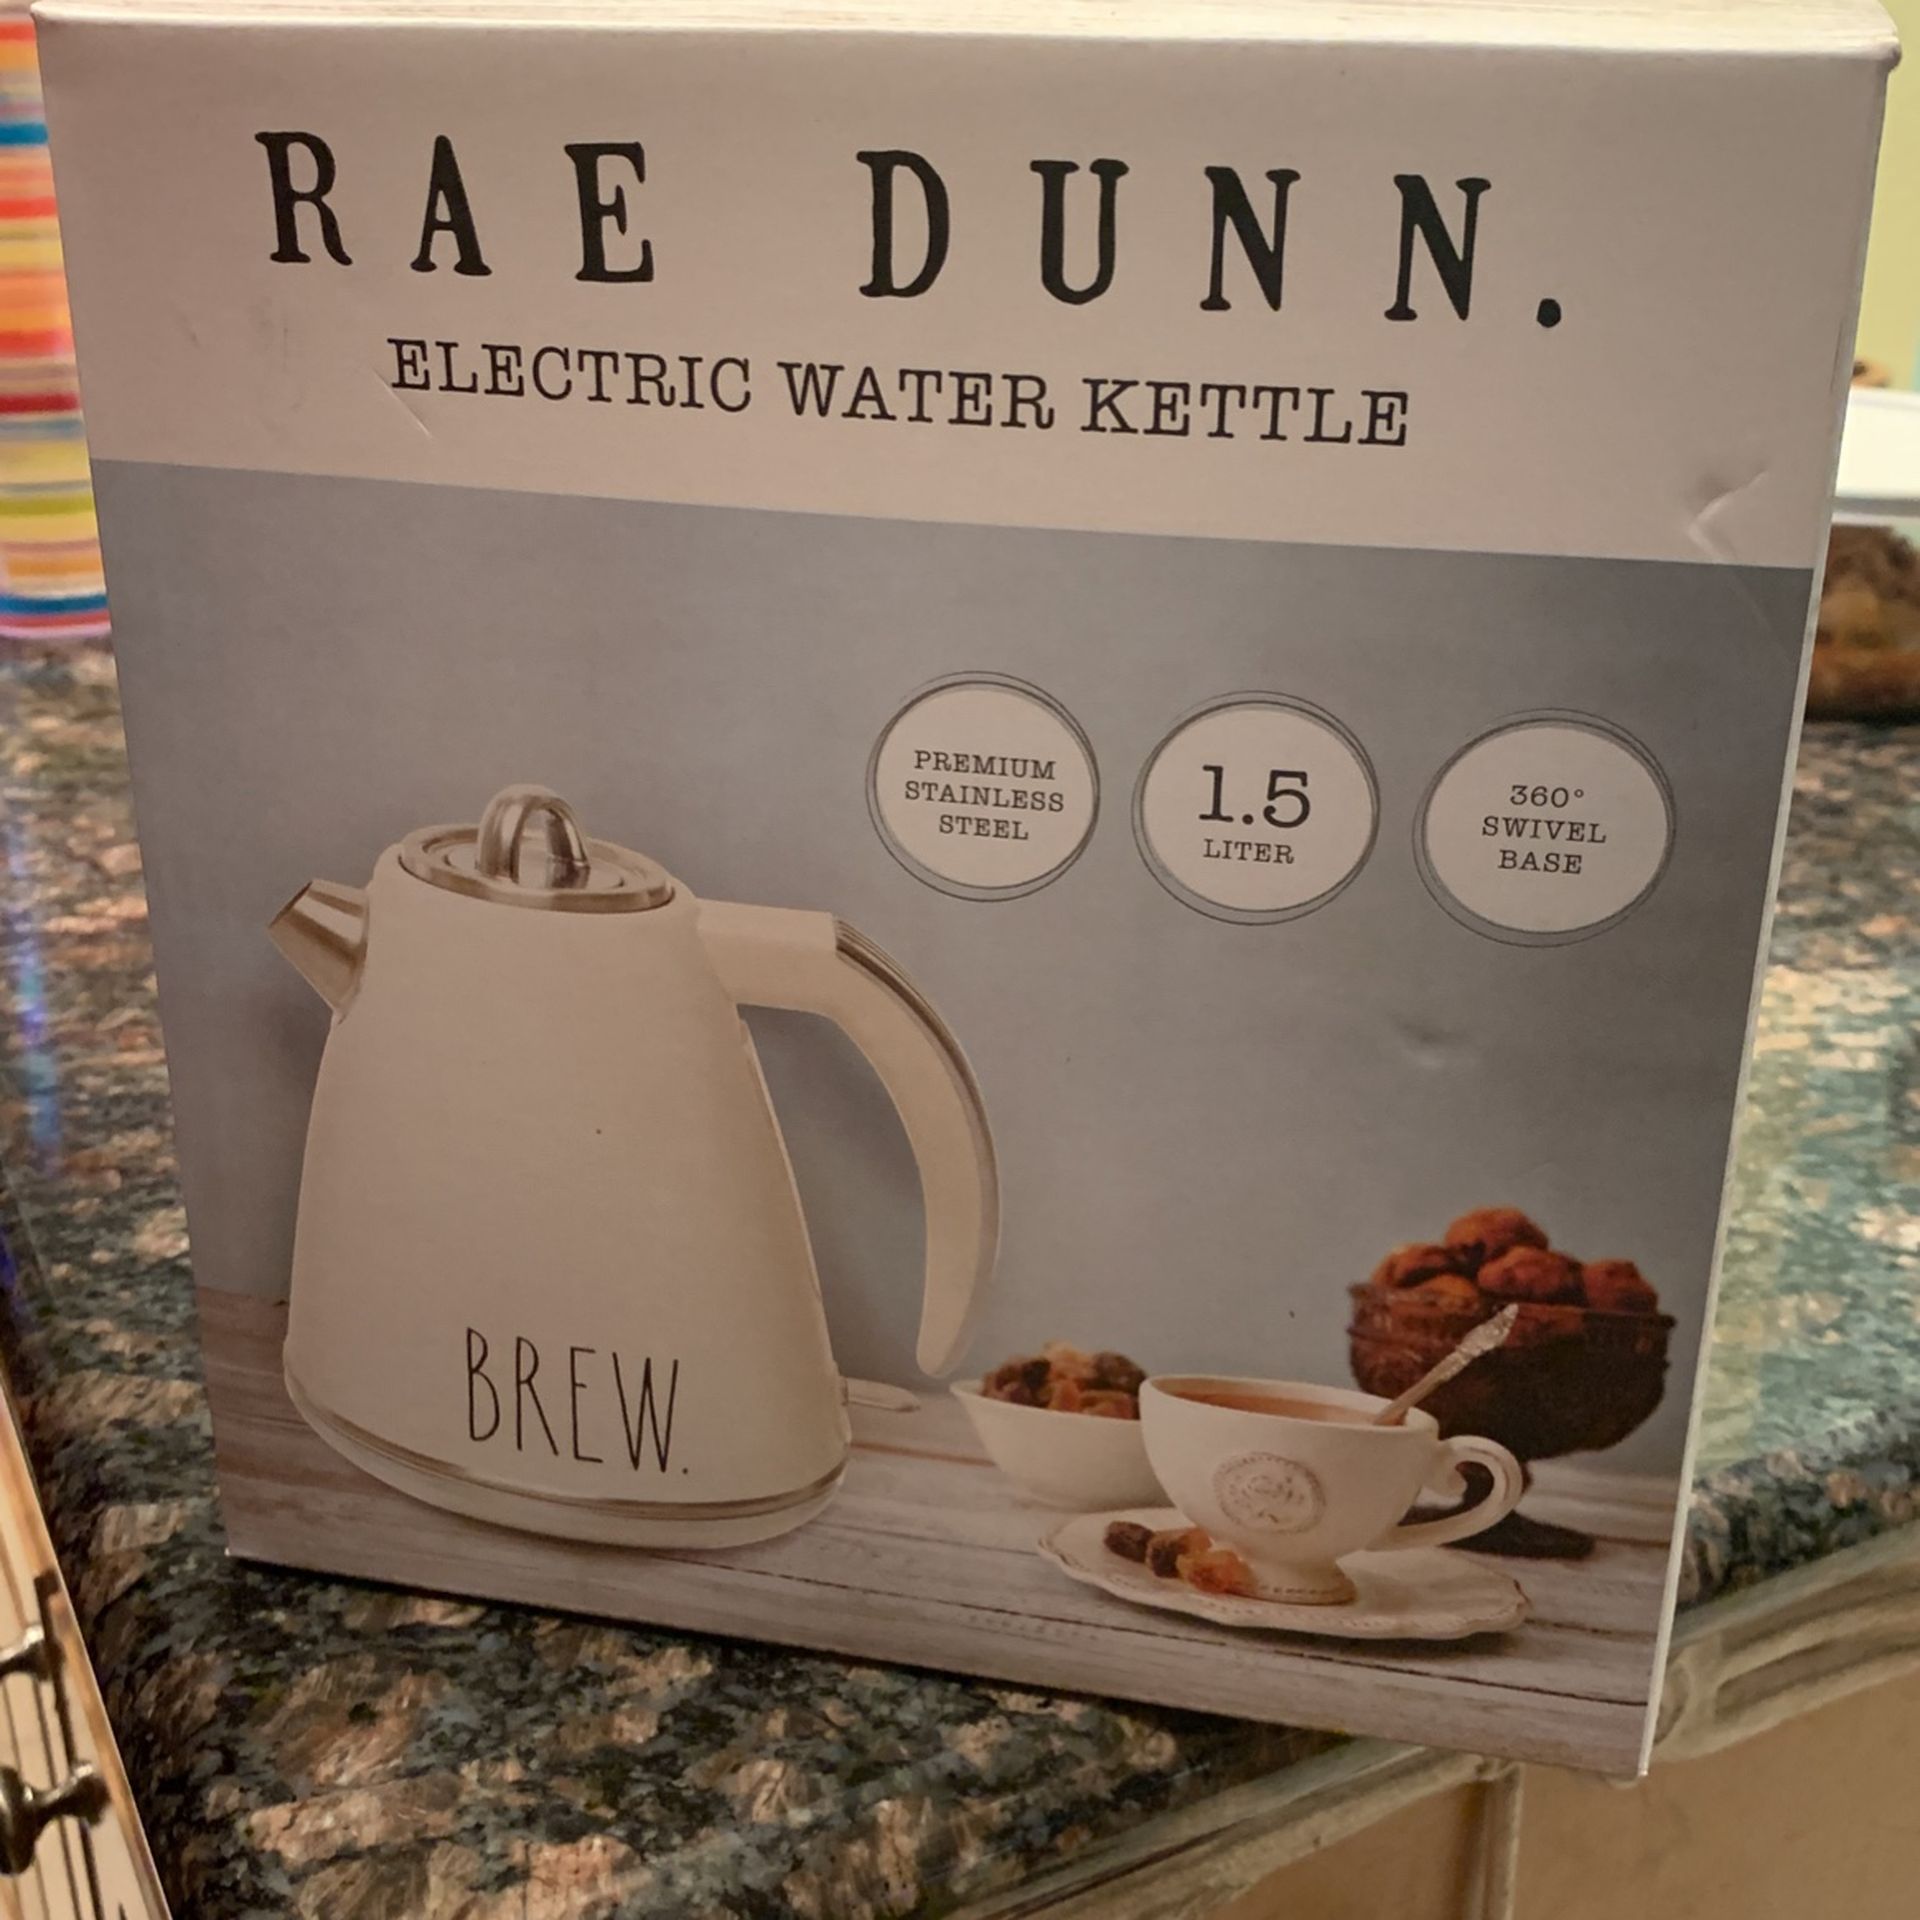 RAE DUNN.
ELECTRIC WATER KETTLE
PREMIUM
STAINLESS
STEEL
1.5
LITER
360°
SWIVEL
BASE
BREW.